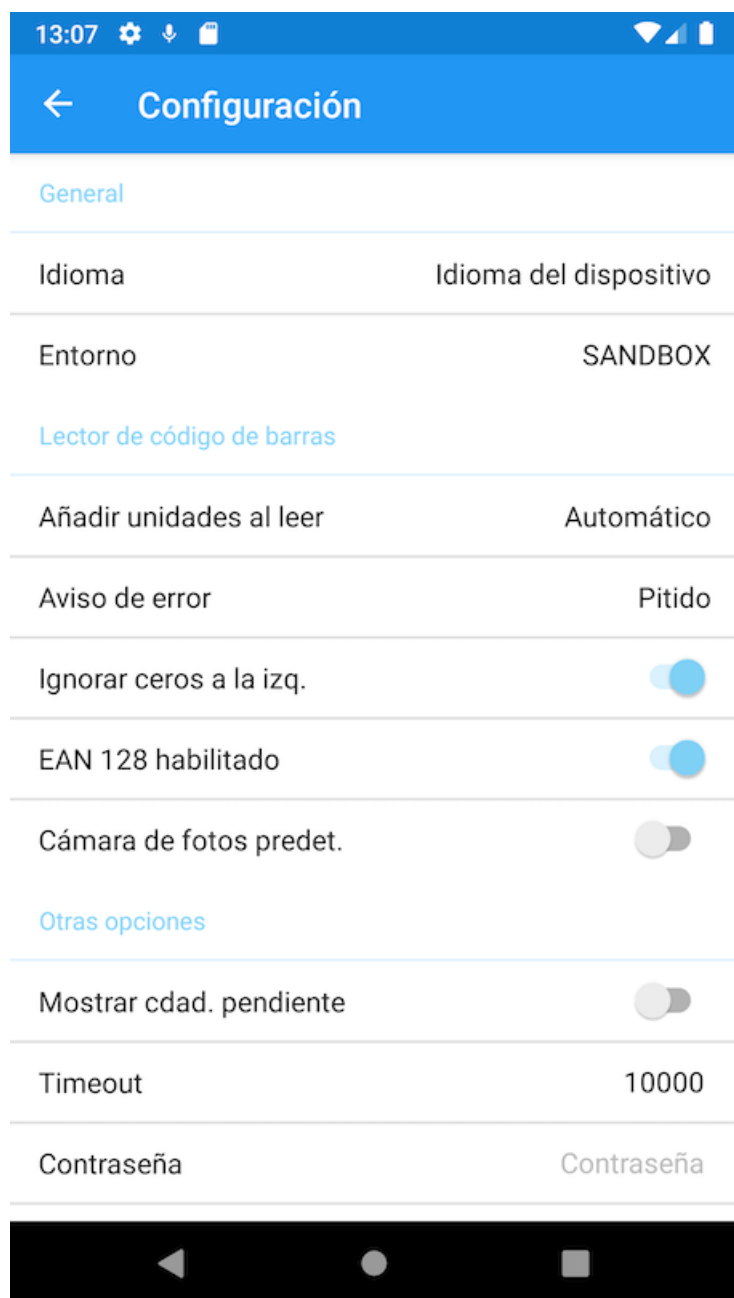 13:07
Configuración
General
Idioma Idioma del dispositivo
Entorno SANDBOX
Lector de código de barras
Añadir unidades al leer Automático
Aviso de error Pitido
Ignorar ceros a la izq.
EAN 128 habilitado
Cámara de fotos predet.
Otras opciones
Mostrar cdad. pendiente
Timeout 10000
Contraseña Contraseña